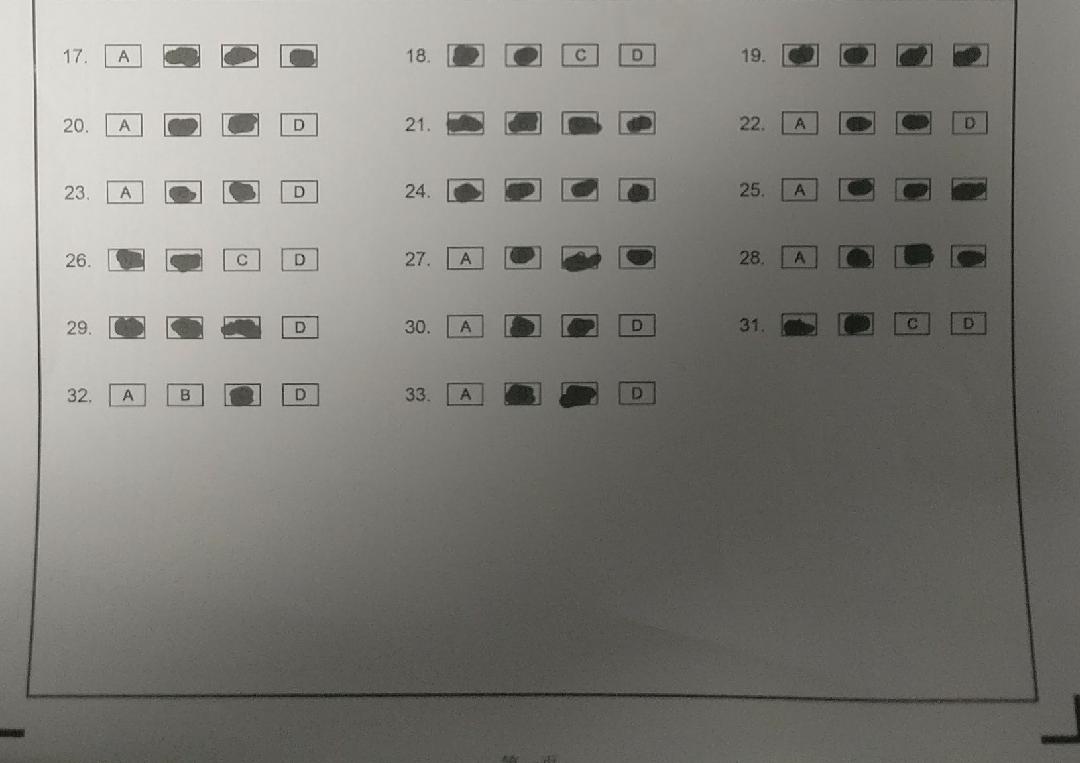 17. A 18. C D 19.
20. A D 21. 22. A D
23. A D 24. 25. A
26. C D 27. A 28. A
29. D 30. A D 31. C D
32. A B D 33. A D